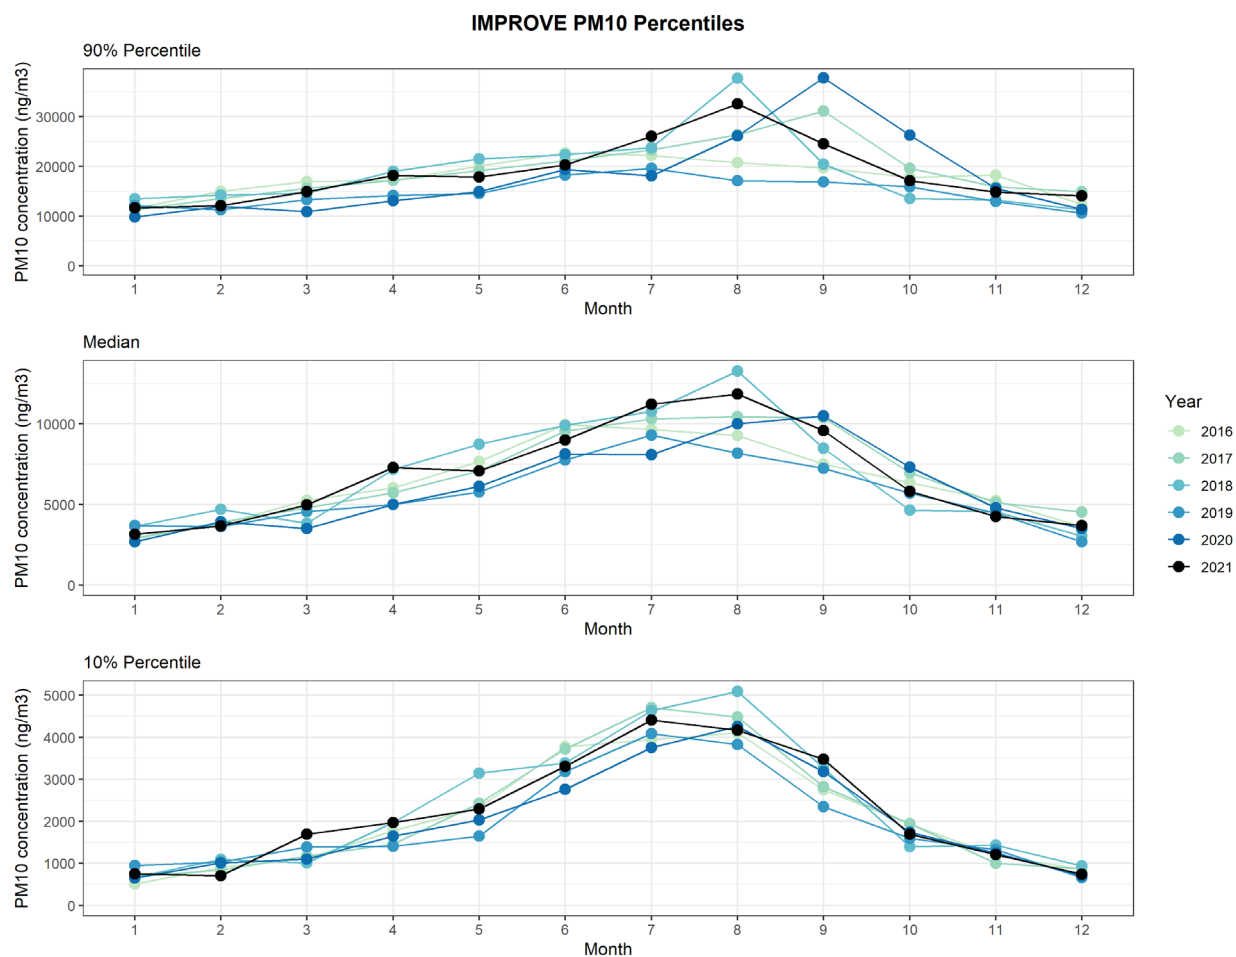 IMPROVE PM10 Percentiles
90% Percentile
PM10 concentration (ng/m3)
30000
20000
10000
0
1 2 3 4 5 6 7 8 9 10 11 12
Month
Median
PM10 concentration (ng/m3)
10000
5000
0
1 2 3 4 5 6 7 8 9 10 11 12
Month
Year
2016
2017
2018
2019
2020
2021
10% Percentile
PM10 concentration (ng/m3)
5000
4000
3000
2000
1000
0
1 2 3 4 5 6 7 8 9 10 11 12
Month